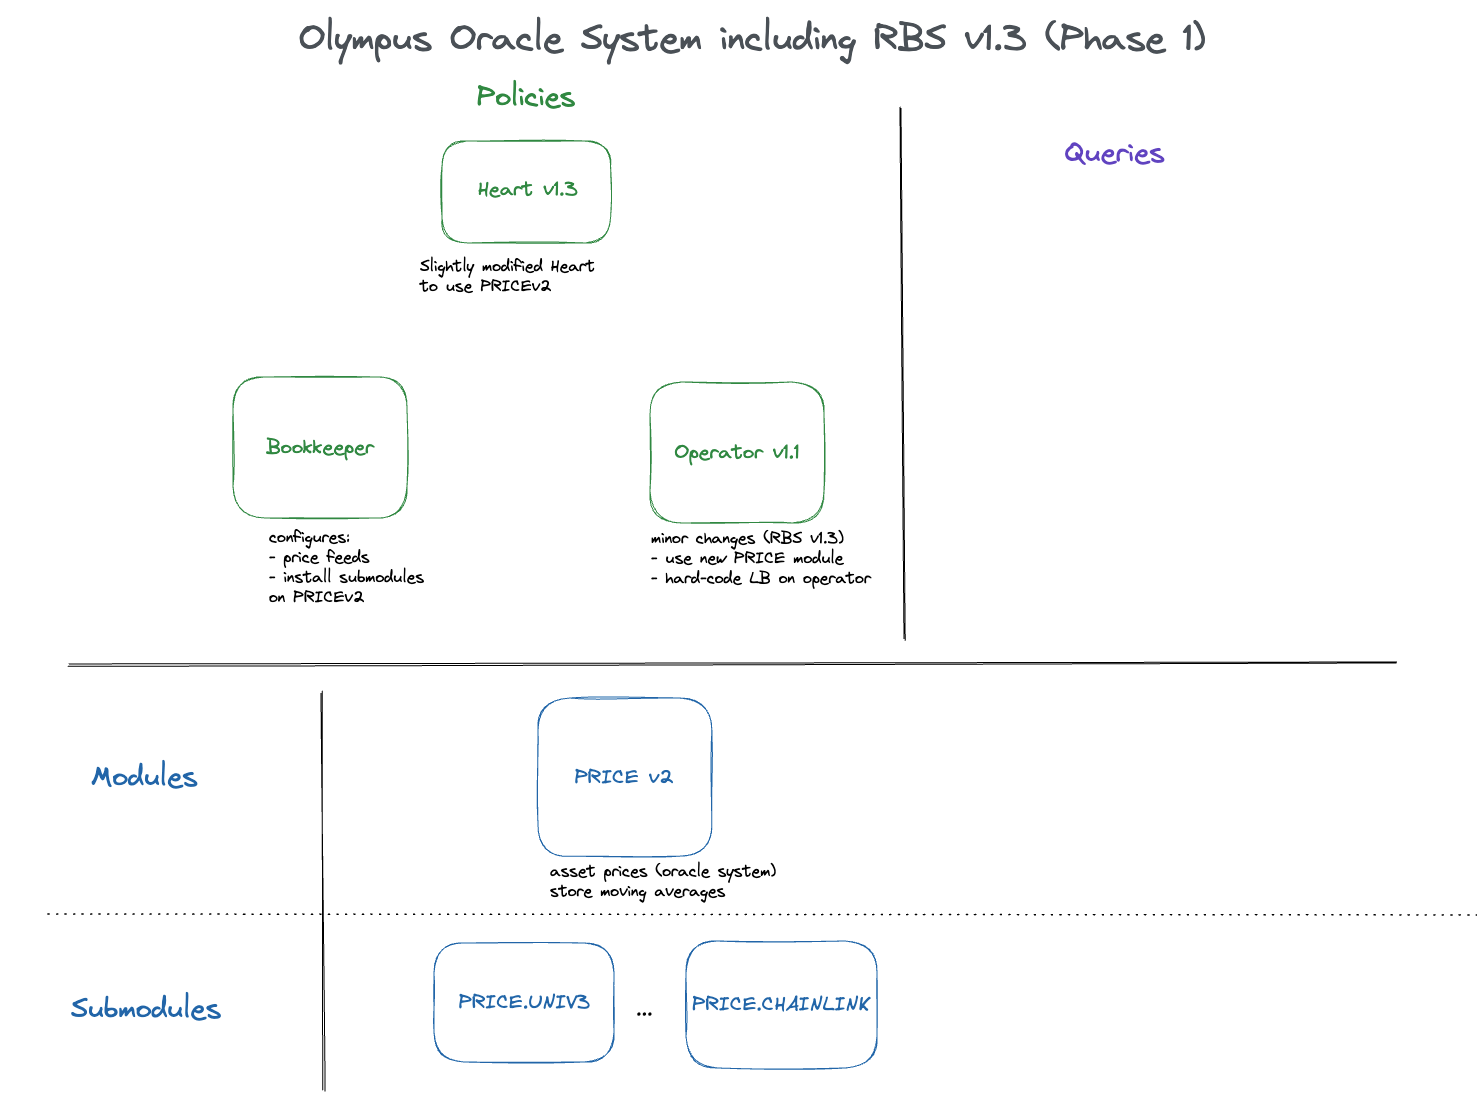 Olympus Oracle System including RBS v1.3 (Phase 1)
Policies
Queries
Heart v1.3
Slightly modified Heart
to use PRICEv2
Bookkeeper
configures:
- price feeds
- install submodules
on PRICEv2
Operator v1.1
minor changes (RBS v1.3)
- use new PRICE module
- hard-code LB on operator
Modules
PRICE v2
asset prices (oracle system)
store moving averages
Submodules
PRICE.UNIV3
...
PRICE.CHAINLINK